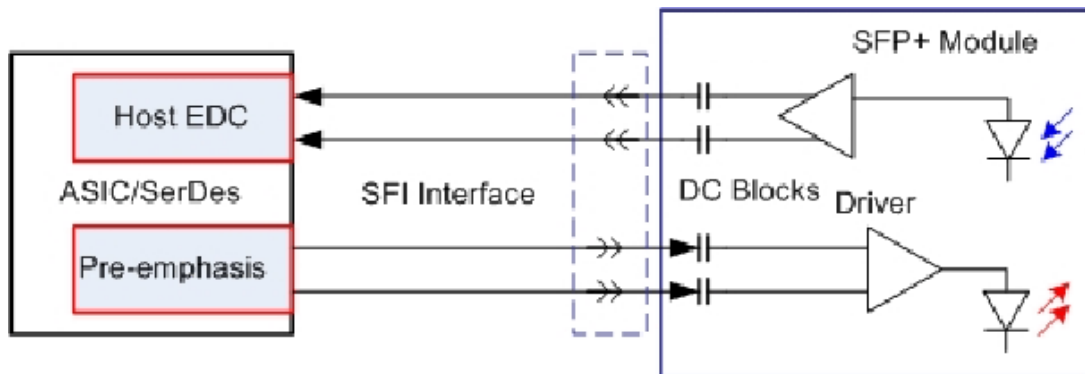 SFP+ Module
Host EDC
ASIC/SerDes
SFI Interface
DC Blocks
Driver
Pre-emphasis